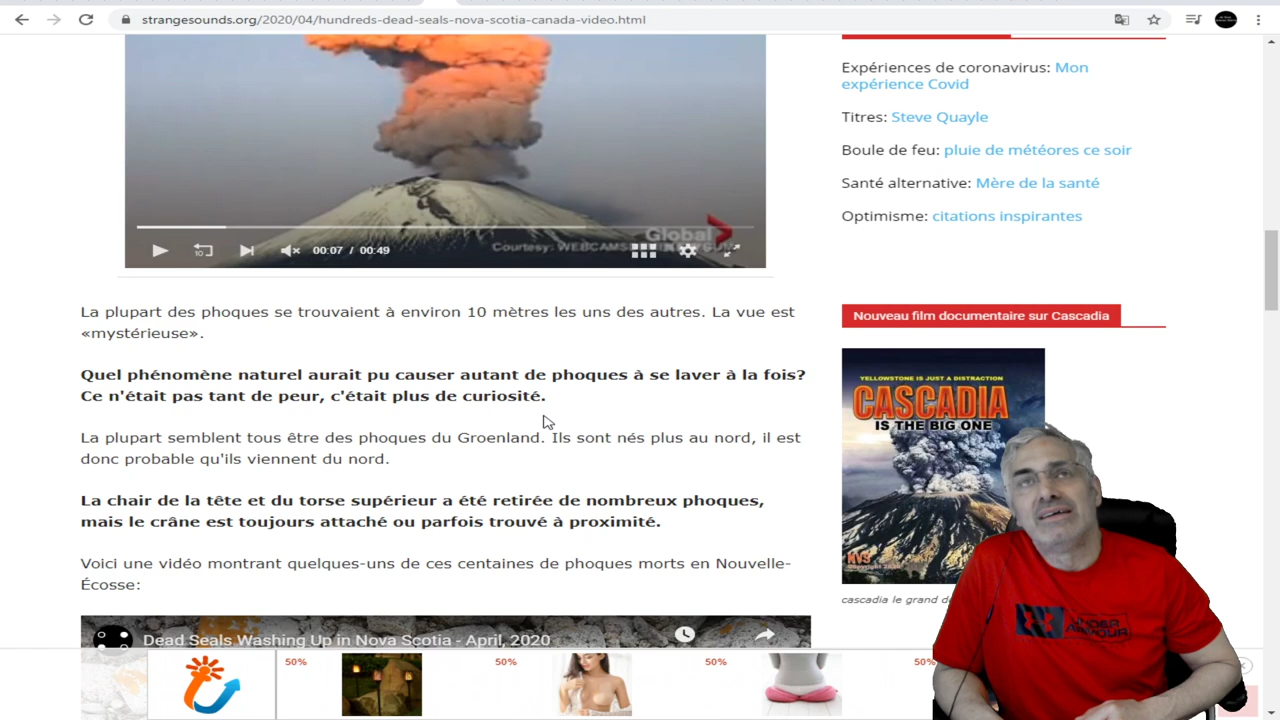 strangesounds.org/2020/04/hundreds-dead-seals-nova-scotia-canada-video.html
Global
Courtesy: WEBCAMS
10
00:07 / 00:49
La plupart des phoques se trouvaient à environ 10 mètres les uns des autres. La vue est
«mystérieuse».
Quel phénomène naturel aurait pu causer autant de phoques à se laver à la fois?
Ce n'était pas tant de peur, c'était plus de curiosité.
La plupart semblent tous être des phoques du Groenland. Ils sont nés plus au nord, il est
donc probable qu'ils viennent du nord.
La chair de la tête et du torse supérieur a été retirée de nombreux phoques,
mais le crâne est toujours attaché ou parfois trouvé à proximité.
Voici une vidéo montrant quelques-uns de ces centaines de phoques morts en Nouvelle-
Écosse:
Dead Seals Washing Up in Nova Scotia - April, 2020
Expériences de coronavirus: Mon
expérience Covid
Titres: Steve Quayle
Boule de feu: pluie de météores ce soir
Santé alternative: Mère de la santé
Optimisme: citations inspirantes
Nouveau film documentaire sur Cascadia
YELLOWSTONE IS JUST A DISTRACTION
CASCADIA
IS THE BIG ONE
cascadia le grand
UNDER
ARMOUR
50%
50%
50%
50%